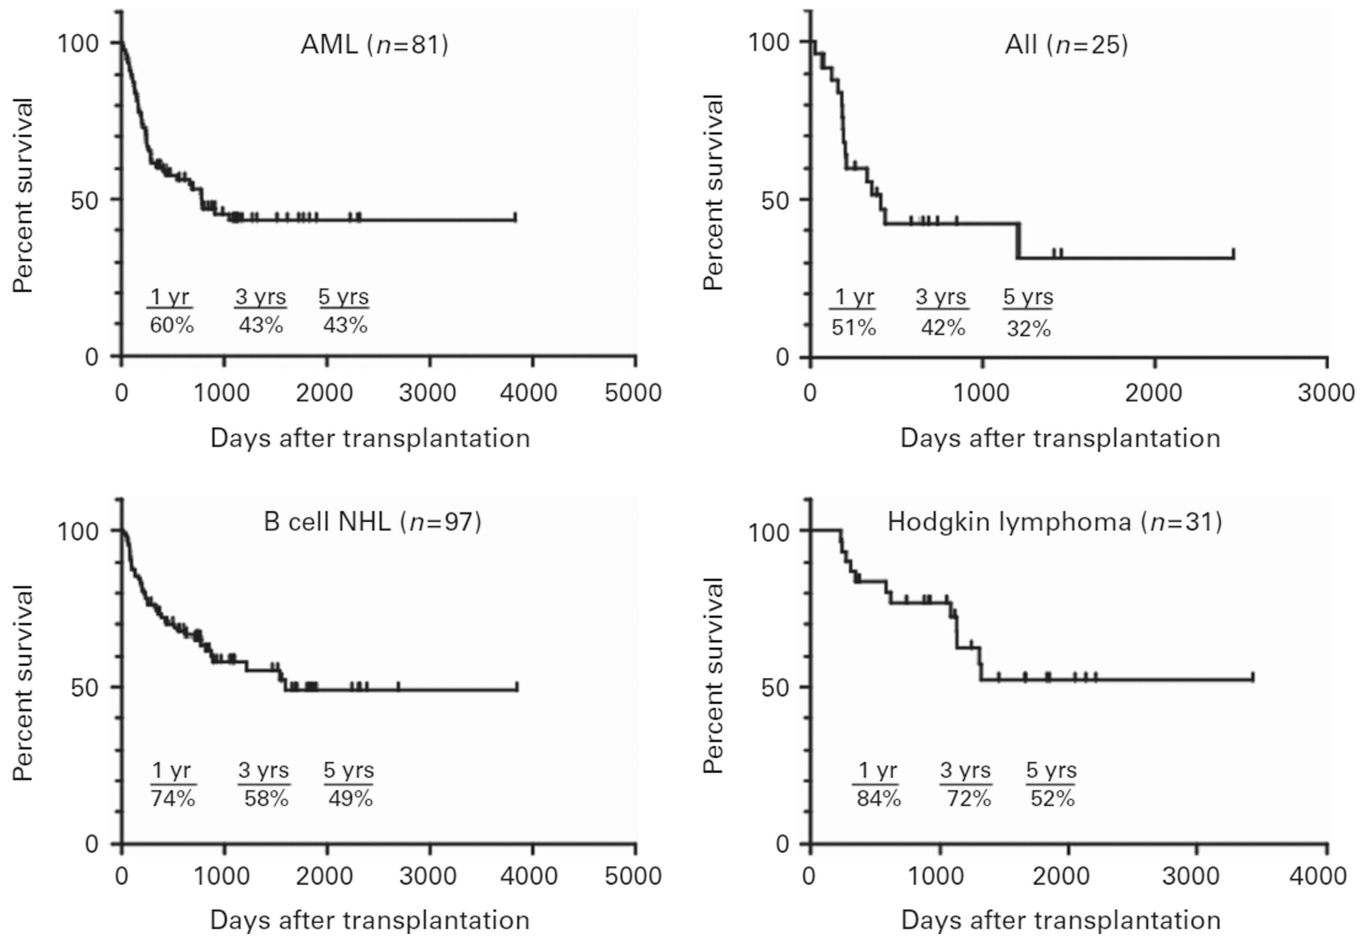 AML (n=81)
Percent survival
100
50
0
1 yr 3 yrs 5 yrs
60% 43% 43%
0 1000 2000 3000 4000 5000
Days after transplantation
All (n=25)
Percent survival
100
50
0
1 yr 3 yrs 5 yrs
51% 42% 32%
0 1000 2000 3000
Days after transplantation
B cell NHL (n=97)
Percent survival
100
50
0
1 yr 3 yrs 5 yrs
74% 58% 49%
0 1000 2000 3000 4000 5000
Days after transplantation
Hodgkin lymphoma (n=31)
Percent survival
100
50
0
1 yr 3 yrs 5 yrs
84% 72% 52%
0 1000 2000 3000 4000
Days after transplantation